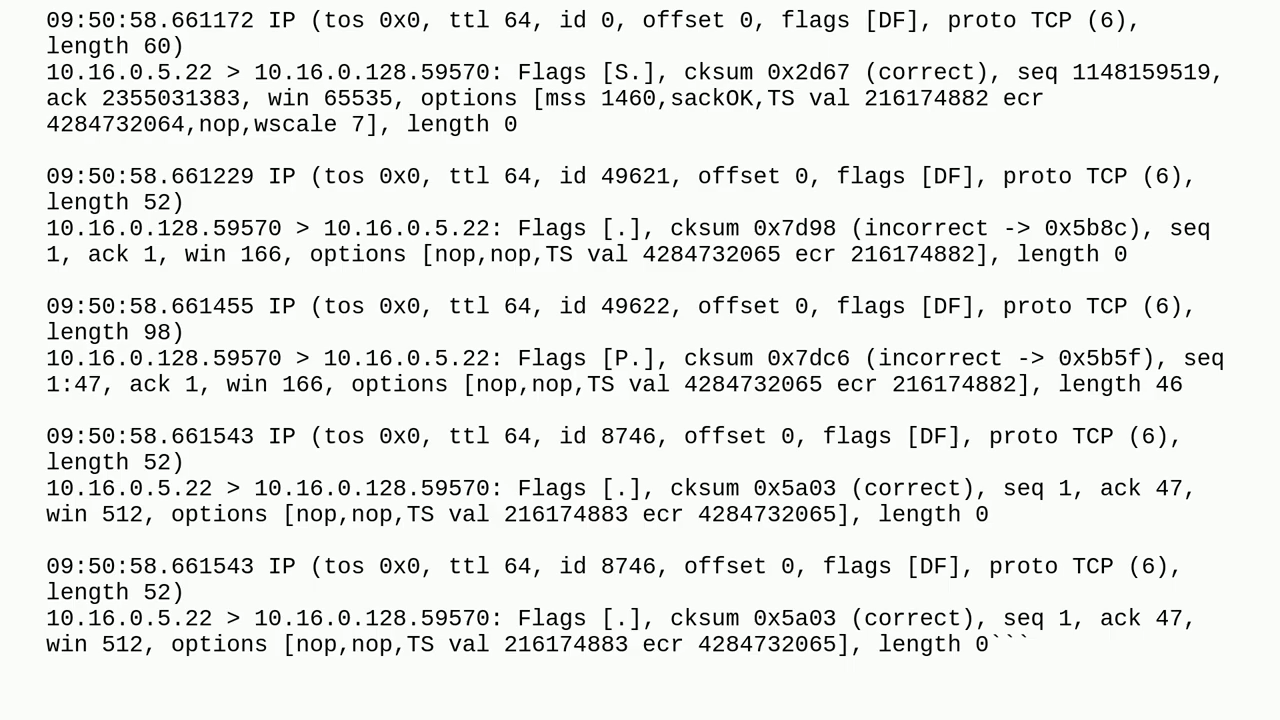 09:50:58.661172 IP (tos 0x0, ttl 64, id 0, offset 0, flags [DF], proto TCP (6),
length 60)
10.16.0.5.22 > 10.16.0.128.59570: Flags [S.], cksum 0x2d67 (correct), seq 1148159519,
ack 2355031383, win 65535, options [mss 1460,sackOK,TS val 216174882 ecr
4284732064,nop,wscale 7], length 0

09:50:58.661229 IP (tos 0x0, ttl 64, id 49621, offset 0, flags [DF], proto TCP (6),
length 52)
10.16.0.128.59570 > 10.16.0.5.22: Flags [.], cksum 0x7d98 (incorrect -> 0x5b8c), seq
1, ack 1, win 166, options [nop,nop,TS val 4284732065 ecr 216174882], length 0

09:50:58.661455 IP (tos 0x0, ttl 64, id 49622, offset 0, flags [DF], proto TCP (6),
length 98)
10.16.0.128.59570 > 10.16.0.5.22: Flags [P.], cksum 0x7dc6 (incorrect -> 0x5b5f), seq
1:47, ack 1, win 166, options [nop,nop,TS val 4284732065 ecr 216174882], length 46

09:50:58.661543 IP (tos 0x0, ttl 64, id 8746, offset 0, flags [DF], proto TCP (6),
length 52)
10.16.0.5.22 > 10.16.0.128.59570: Flags [.], cksum 0x5a03 (correct), seq 1, ack 47,
win 512, options [nop,nop,TS val 216174883 ecr 4284732065], length 0

09:50:58.661543 IP (tos 0x0, ttl 64, id 8746, offset 0, flags [DF], proto TCP (6),
length 52)
10.16.0.5.22 > 10.16.0.128.59570: Flags [.], cksum 0x5a03 (correct), seq 1, ack 47,
win 512, options [nop,nop,TS val 216174883 ecr 4284732065], length 0```